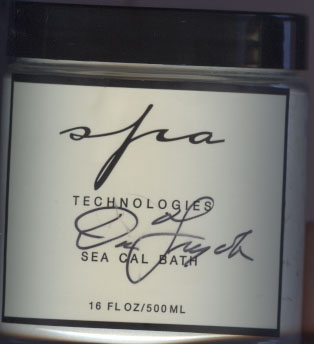 spa
TECHNOLOGIES
SEA CAL BATH
16 FL OZ/500ML